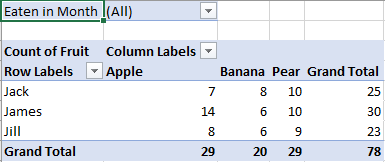 Eaten in Month (All)
Count of Fruit Column Labels
Row Labels Apple Banana Pear Grand Total
Jack 7 8 10 25
James 14 6 10 30
Jill 8 6 9 23
Grand Total 29 20 29 78